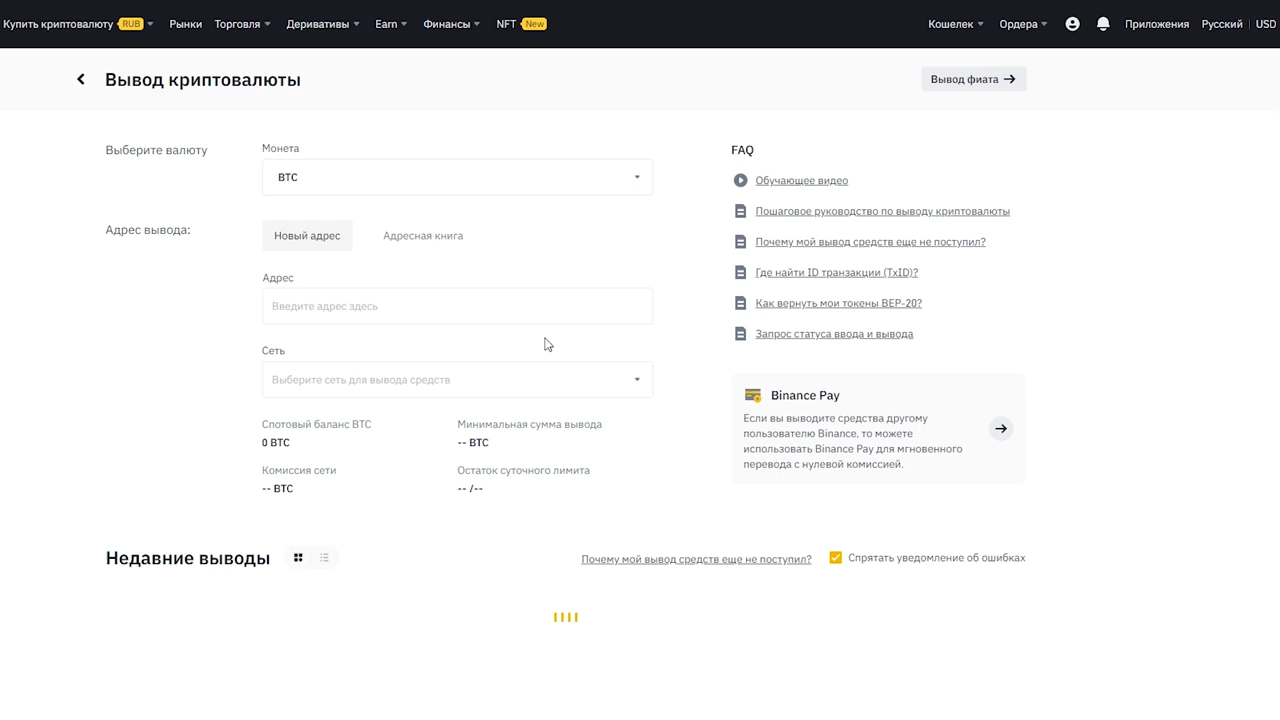 Купить криптовалюту RUB Рынки Торговля Деривативы Earn Финансы NFT New Кошелек Ордера Приложения Русский USD
Вывод криптовалюты
Вывод фиата
Выберите валюту
Монета
BTC
Адрес вывода:
Новый адрес Адресная книга
Адрес
Введите адрес здесь
Сеть
Выберите сеть для вывода средств
Спотовый баланс BTC Минимальная сумма вывода
0 BTC -- BTC
Комиссия сети Остаток суточного лимита
-- BTC -- /--
FAQ
Обучающее видео
Пошаговое руководство по выводу криптовалюты
Почему мой вывод средств еще не поступил?
Где найти ID транзакции (TxID)?
Как вернуть мои токены BEP-20?
Запрос статуса ввода и вывода
Binance Pay
Если вы выводите средства другому
пользователю Binance, то можете
использовать Binance Pay для мгновенного
перевода с нулевой комиссией.
Недавние выводы
Почему мой вывод средств еще не поступил? Спрятать уведомление об ошибках